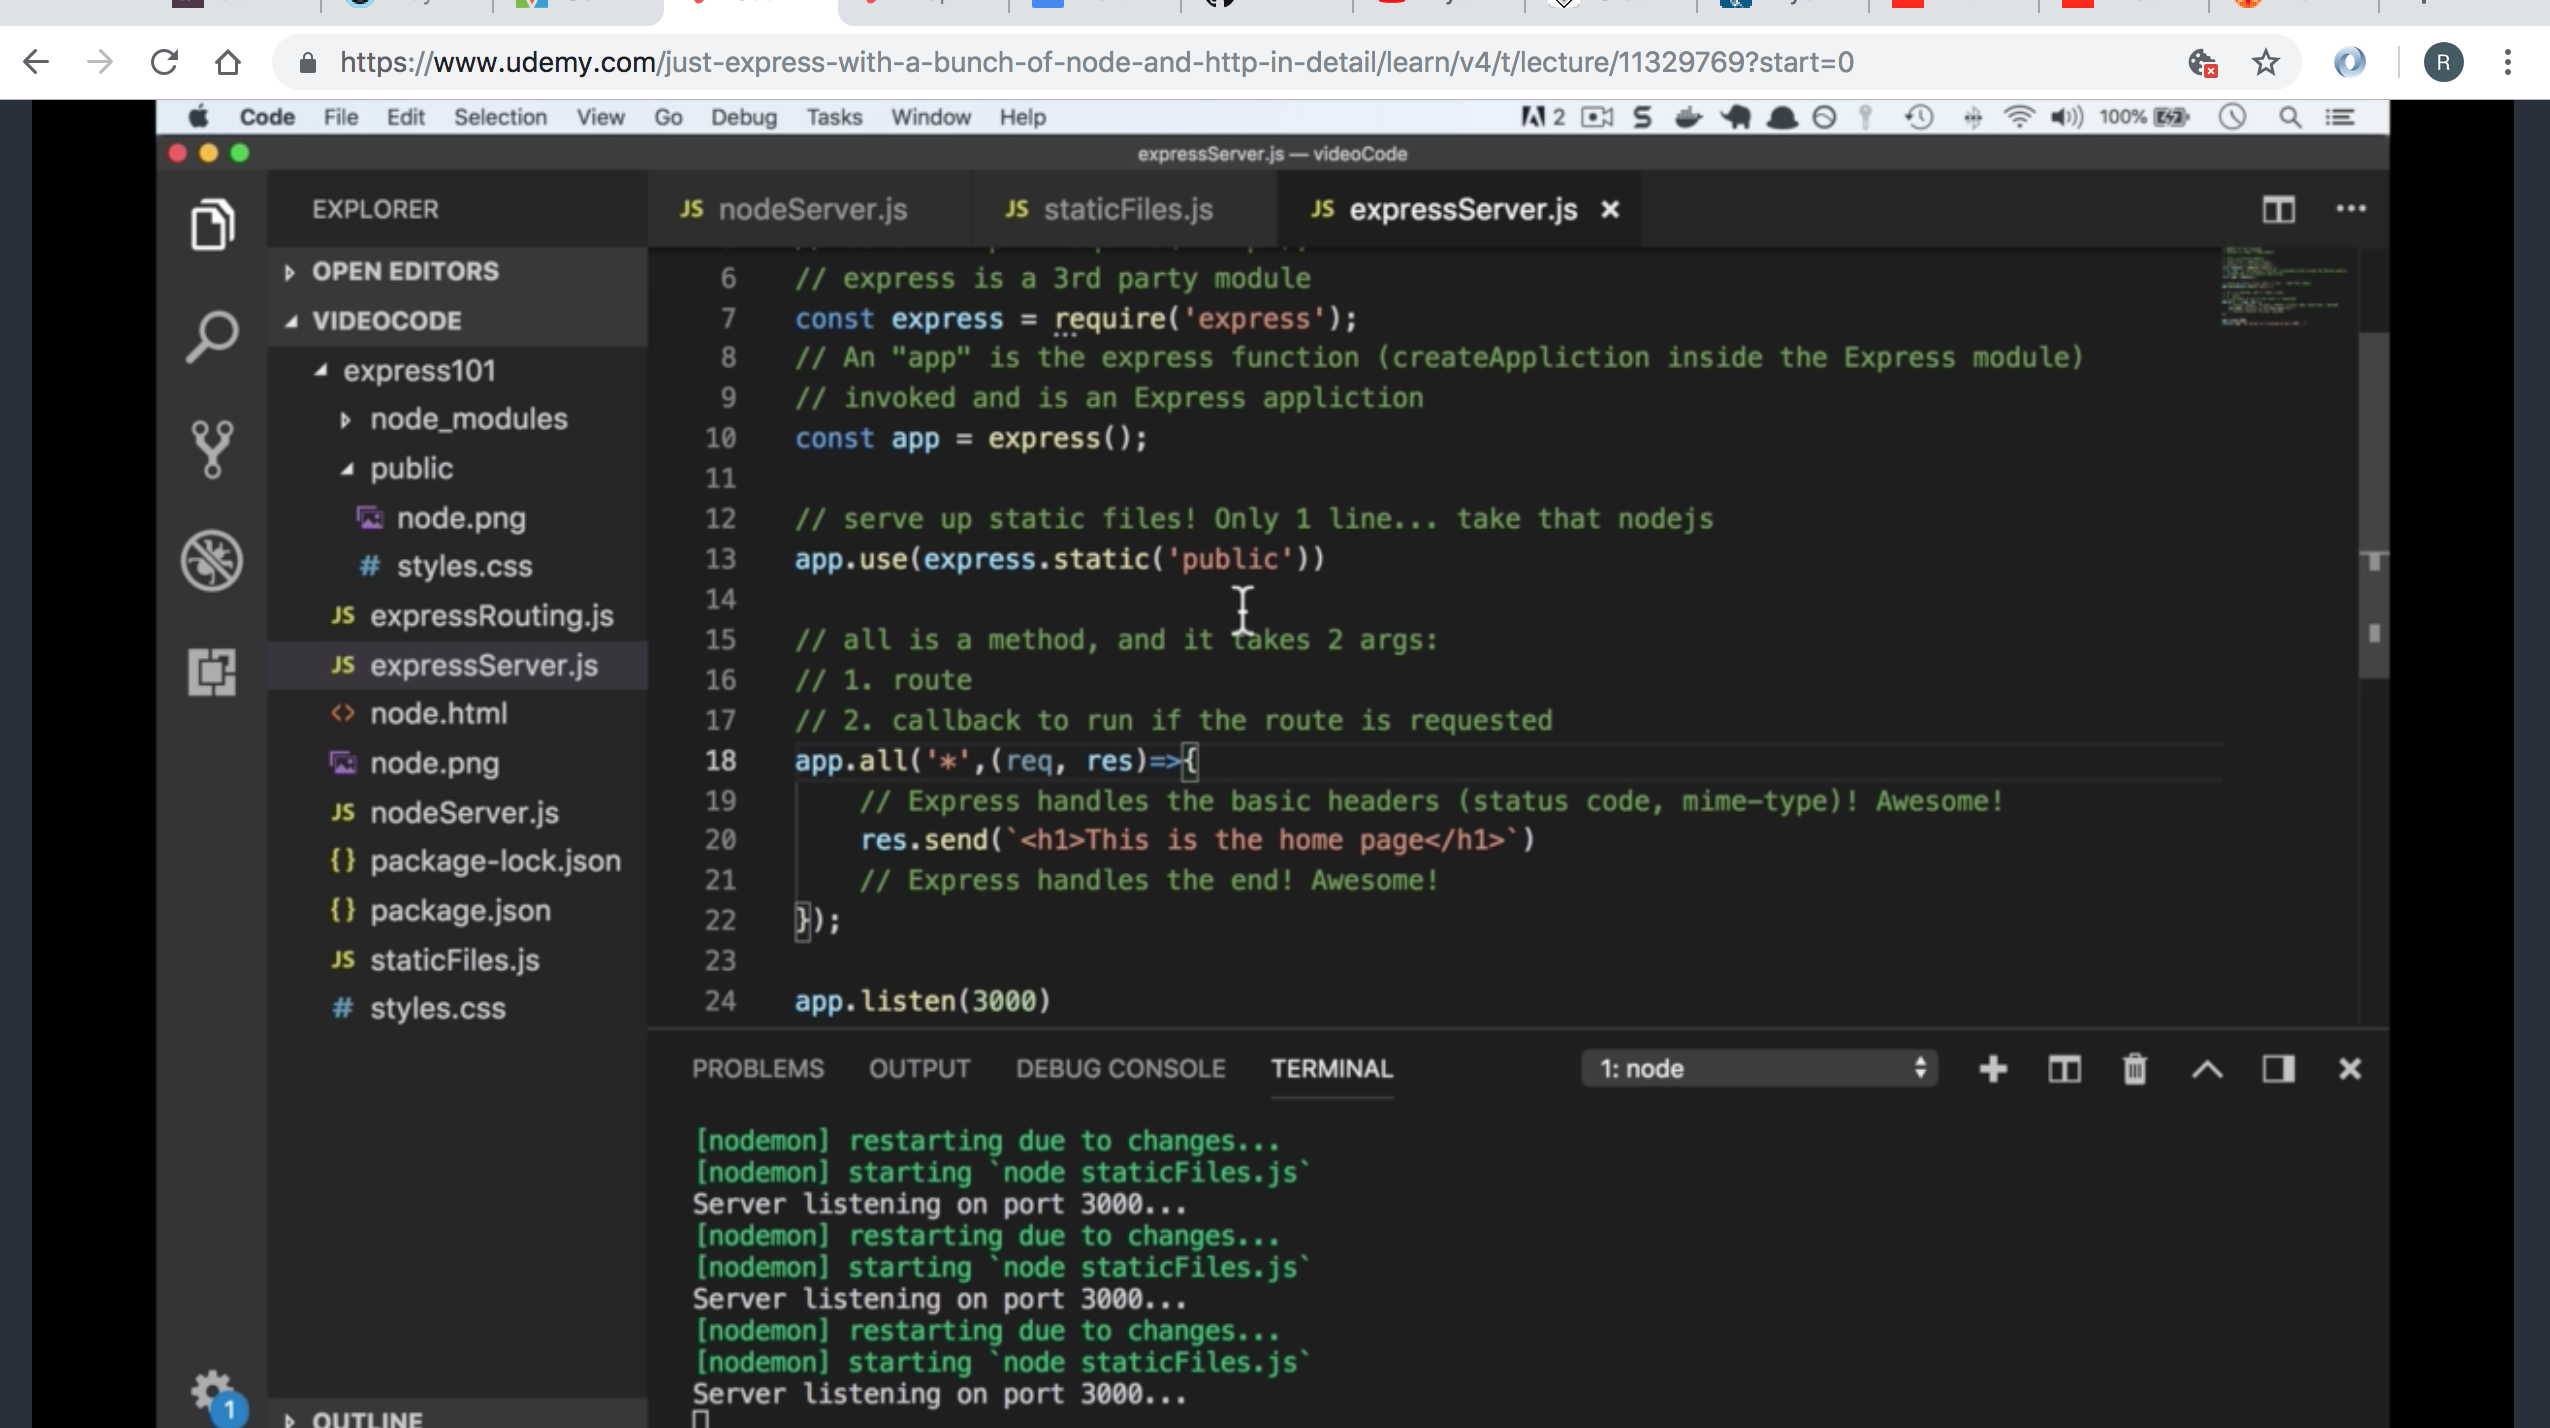 https://www.udemy.com/just-express-with-a-bunch-of-node-and-http-in-detail/learn/v4/t/lecture/11329769?start=0
R
Code File Edit Selection View Go Debug Tasks Window Help
2 100%
expressServer.js — videoCode
EXPLORER
JS nodeServer.js
JS staticFiles.js
JS expressServer.js
OPEN EDITORS
VIDEOCODE
express101
node_modules
public
node.png
# styles.css
JS expressRouting.js
JS expressServer.js
<> node.html
node.png
JS nodeServer.js
{} package-lock.json
{} package.json
JS staticFiles.js
# styles.css
OUTLINE
1
6 // express is a 3rd party module
7 const express = require('express');
8 // An "app" is the express function (createAppliction inside the Express module)
9 // invoked and is an Express appliction
10 const app = express();
11
12 // serve up static files! Only 1 line... take that nodejs
13 app.use(express.static('public'))
14
15 // all is a method, and it takes 2 args:
16 // 1. route
17 // 2. callback to run if the route is requested
18 app.all('*',(req, res)=>{
19 // Express handles the basic headers (status code, mime-type)! Awesome!
20 res.send(`<h1>This is the home page</h1>`)
21 // Express handles the end! Awesome!
22 });
23
24 app.listen(3000)
PROBLEMS OUTPUT DEBUG CONSOLE TERMINAL 1: node
[nodemon] restarting due to changes...
[nodemon] starting `node staticFiles.js`
Server listening on port 3000...
[nodemon] restarting due to changes...
[nodemon] starting `node staticFiles.js`
Server listening on port 3000...
[nodemon] restarting due to changes...
[nodemon] starting `node staticFiles.js`
Server listening on port 3000...